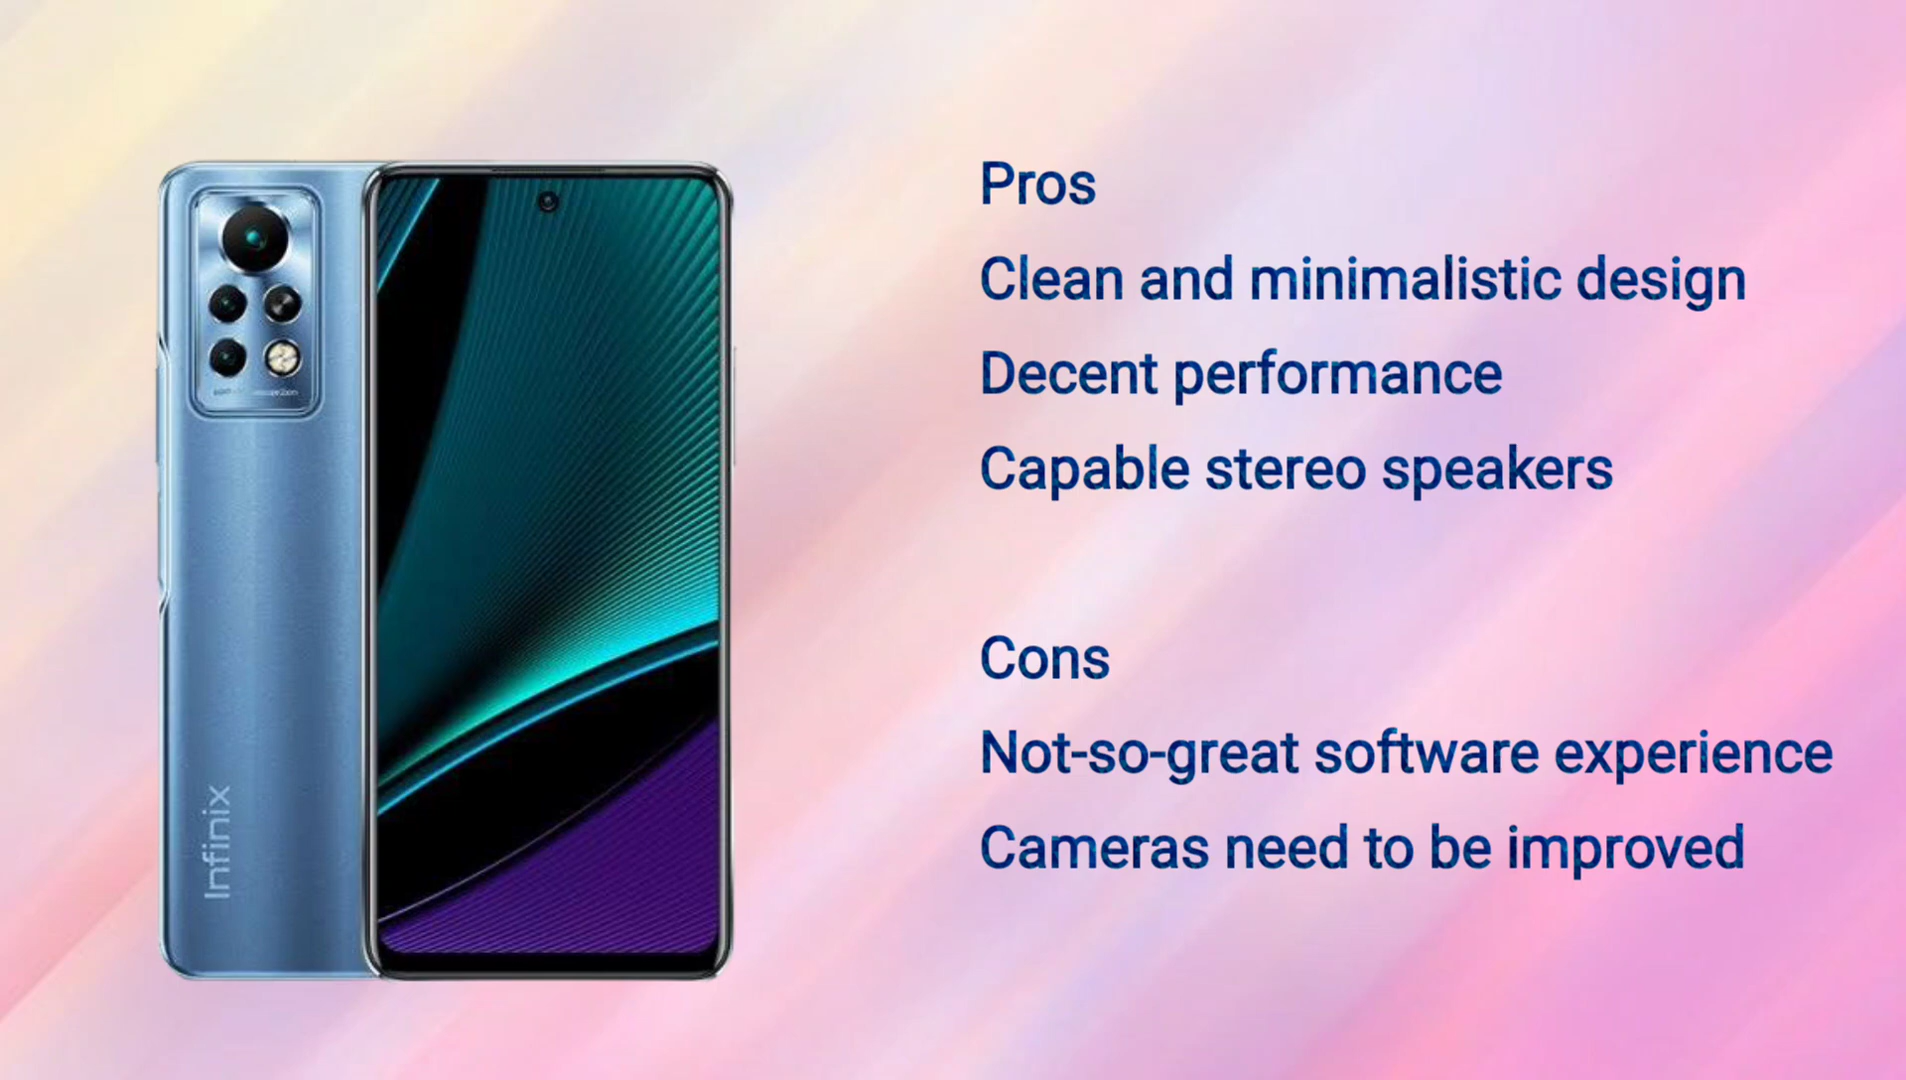 Infinix
Pros
Clean and minimalistic design
Decent performance
Capable stereo speakers
Cons
Not-so-great software experience
Cameras need to be improved